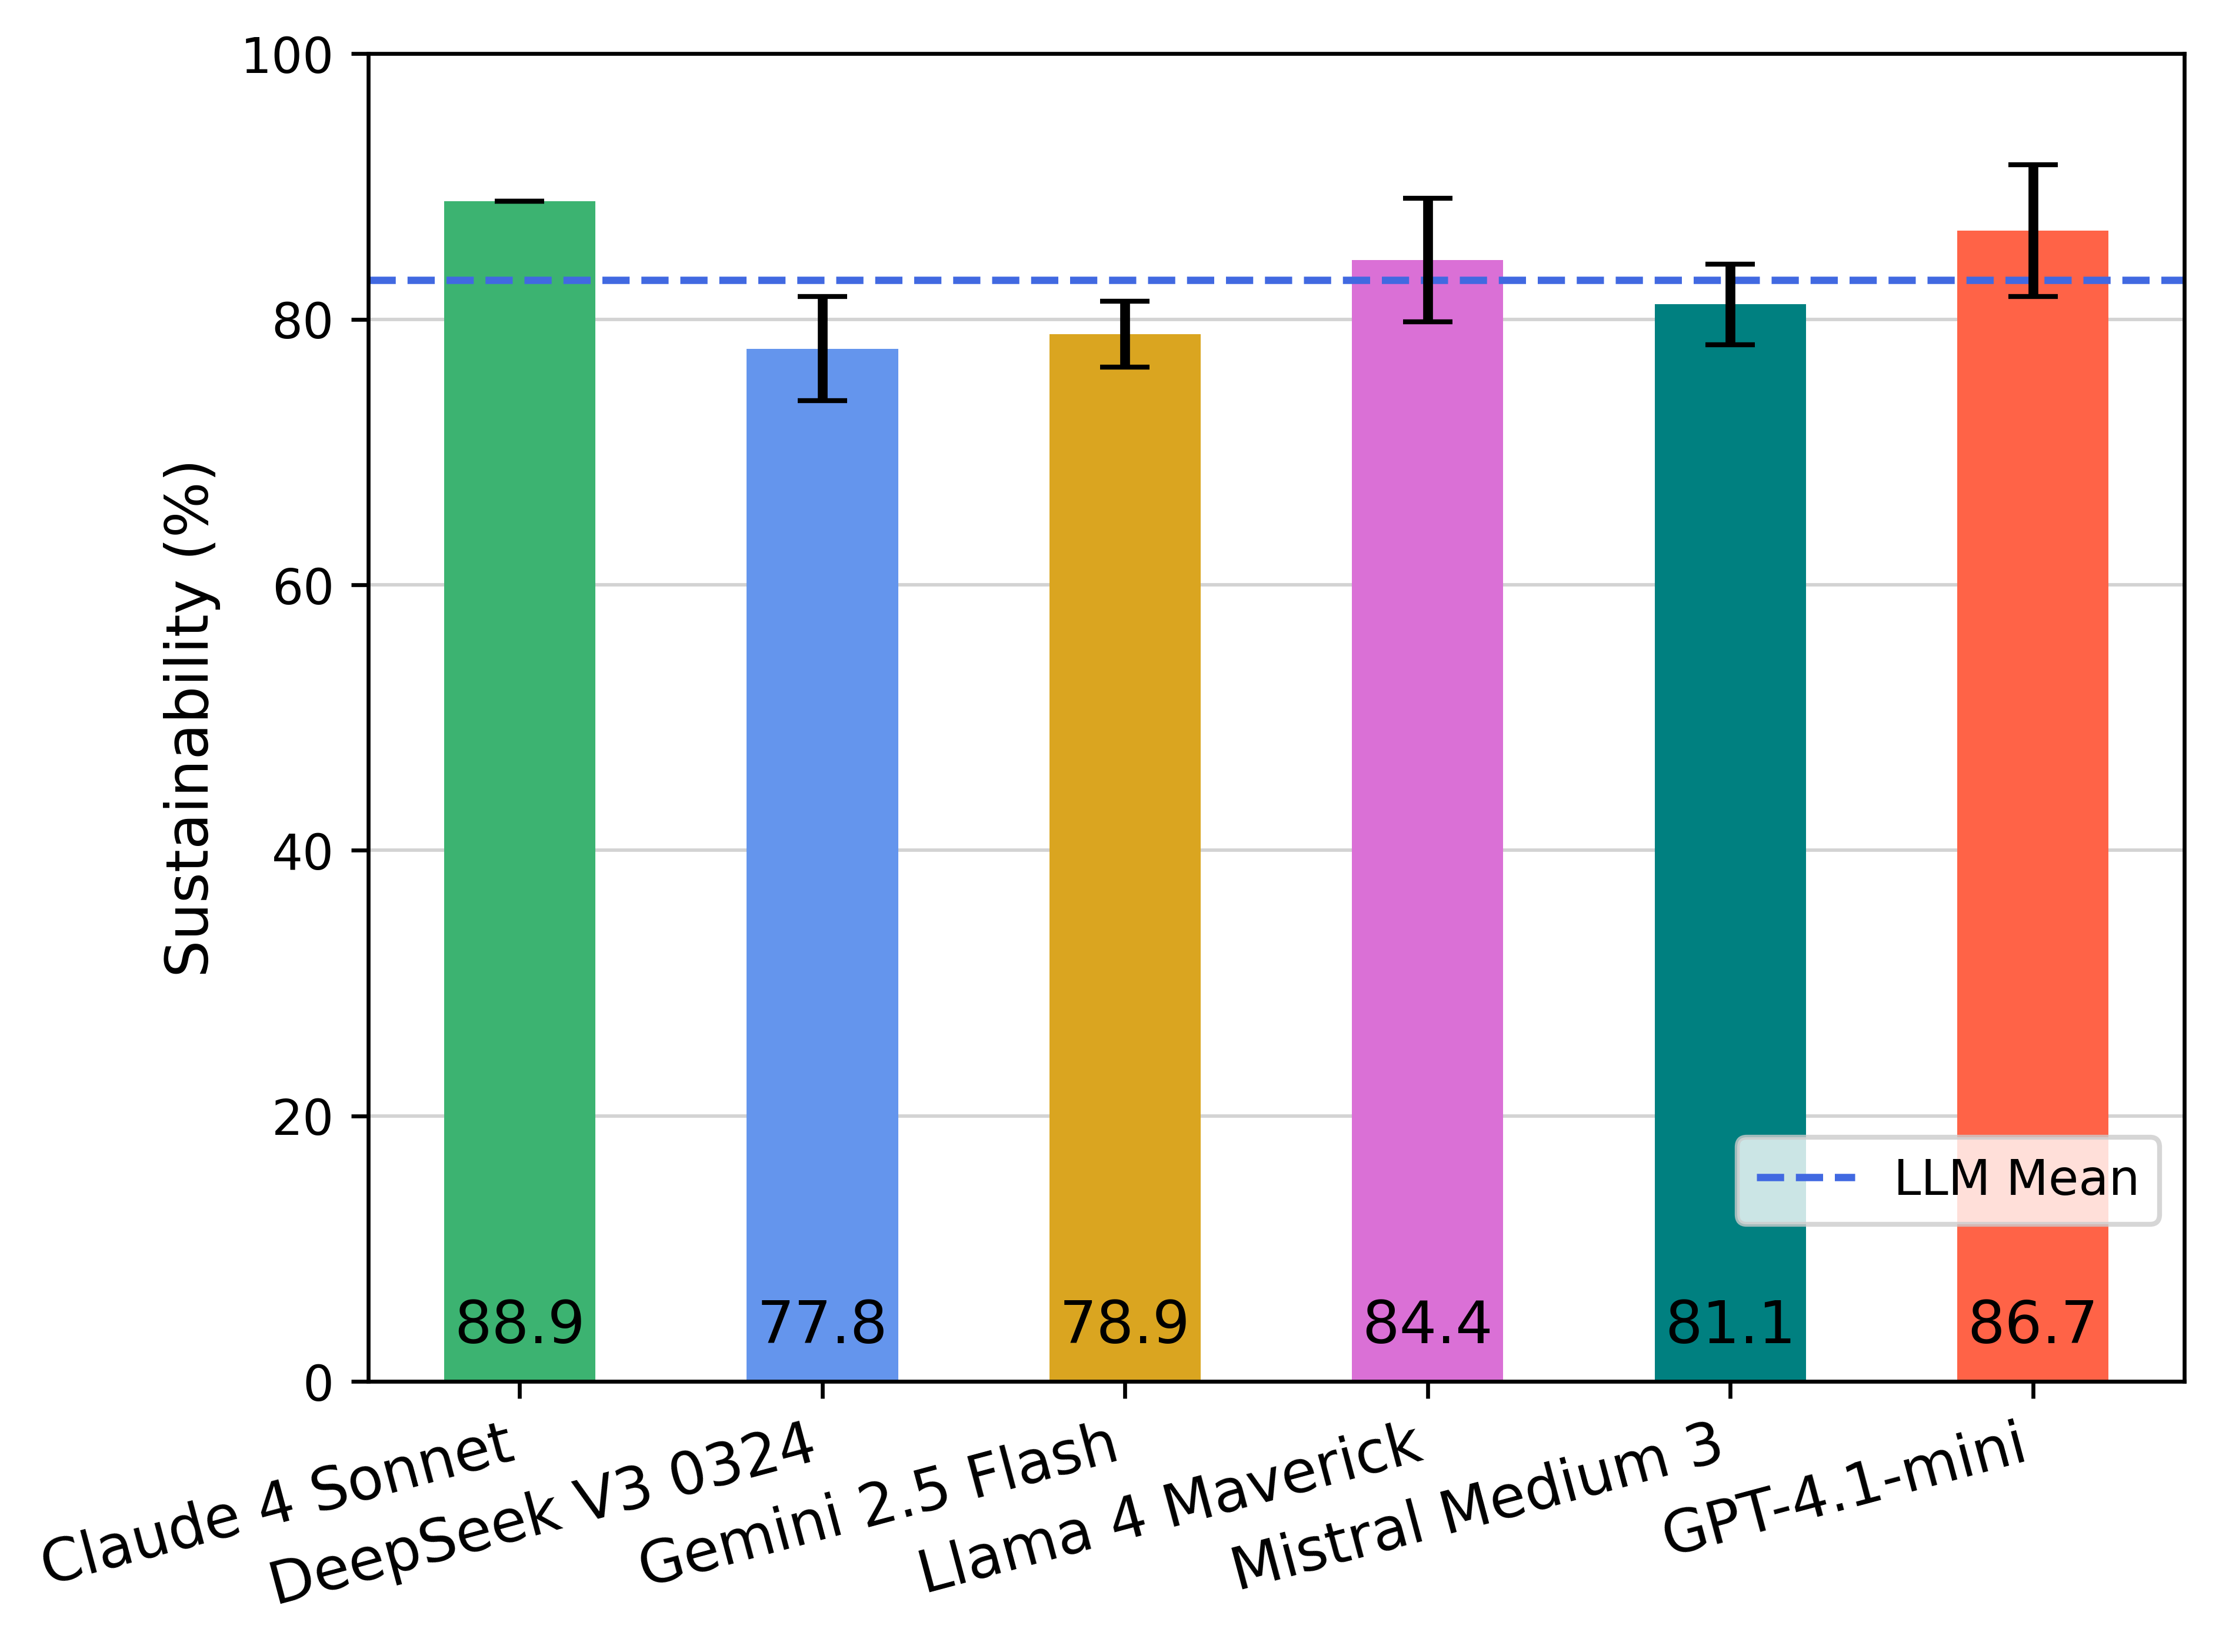 Sustainability (%)
100
80
60
40
20
0
LLM Mean
88.9
77.8
78.9
84.4
81.1
86.7
Claude 4 Sonnet
DeepSeek V3 0324
Gemini 2.5 Flash
Llama 4 Maverick
Mistral Medium 3
GPT-4.1-mini